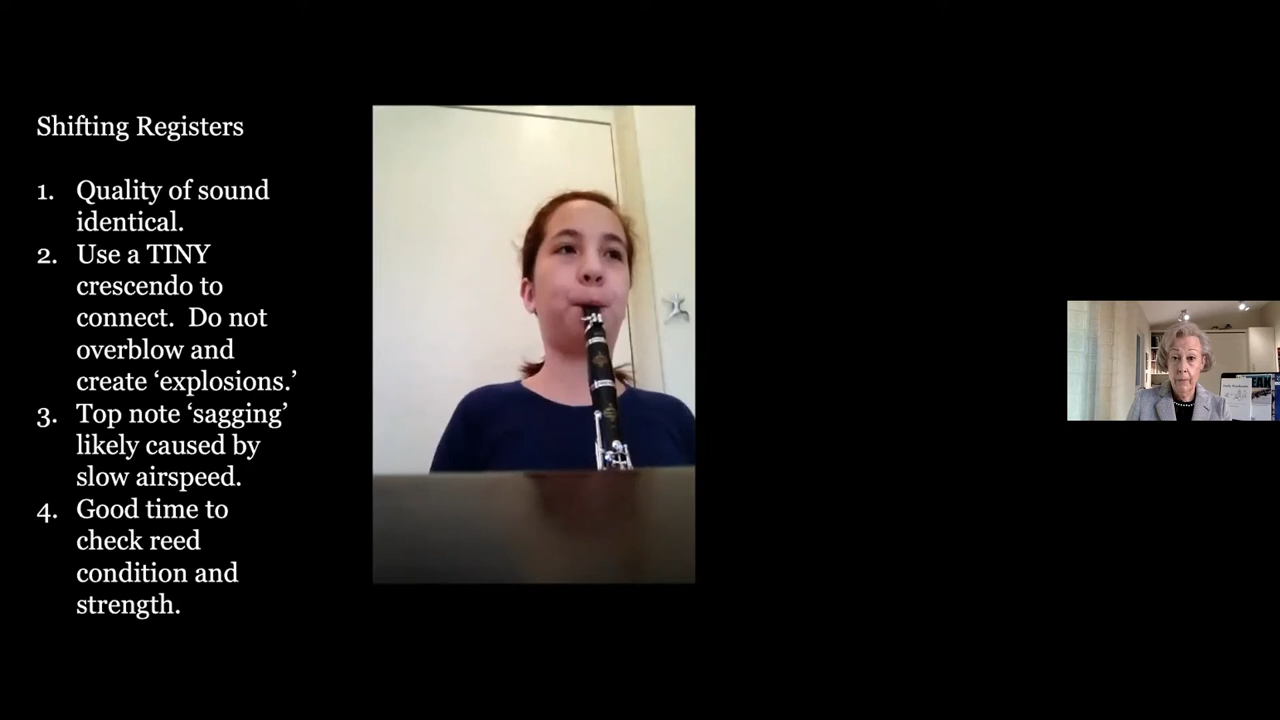 Shifting Registers
1. Quality of sound
identical.
2. Use a TINY
crescendo to
connect. Do not
overblow and
create ‘explosions.’
3. Top note ‘sagging’
likely caused by
slow airspeed.
4. Good time to
check reed
condition and
strength.